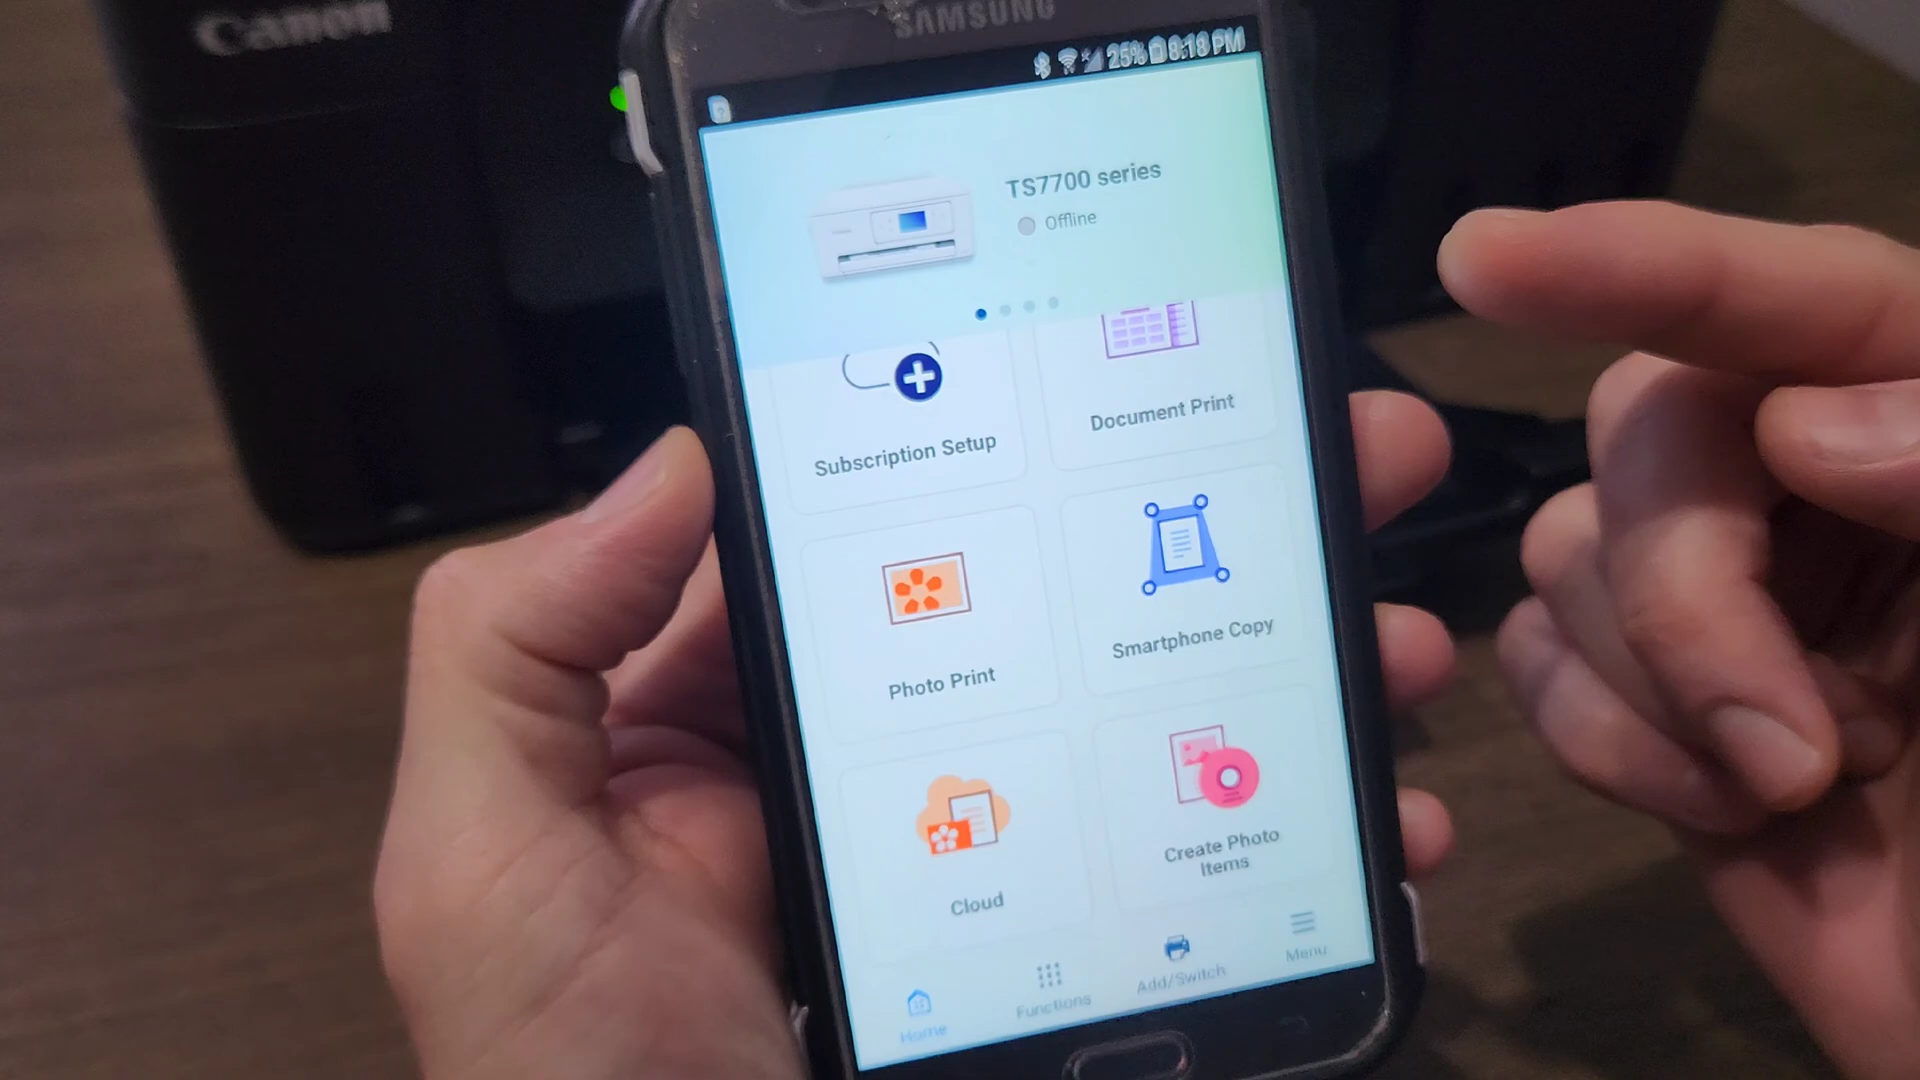 Canon
SAMSUNG
25% 8:18 PM
TS7700 series
Offline
Subscription Setup
Document Print
Photo Print
Smartphone Copy
Cloud
Create Photo
Items
Home
Functions
Add/Switch
Menu